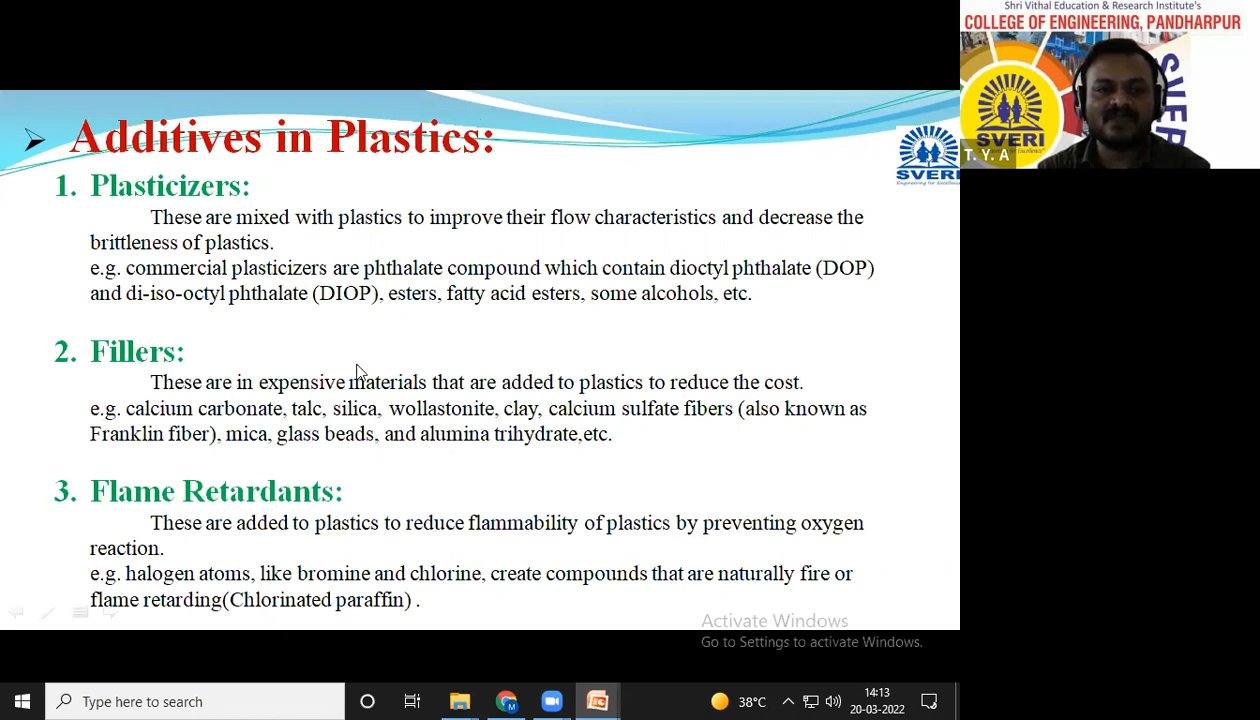 Shri Vithal Education & Research Institute's
COLLEGE OF ENGINEERING, PANDHARPUR
SVERI
SVERI
T. Y. A
➢ Additives in Plastics:
SVERI
Engineering for Excellence
1. Plasticizers:
These are mixed with plastics to improve their flow characteristics and decrease the
brittleness of plastics.
e.g. commercial plasticizers are phthalate compound which contain dioctyl phthalate (DOP)
and di-iso-octyl phthalate (DIOP), esters, fatty acid esters, some alcohols, etc.
2. Fillers:
These are in expensive materials that are added to plastics to reduce the cost.
e.g. calcium carbonate, talc, silica, wollastonite, clay, calcium sulfate fibers (also known as
Franklin fiber), mica, glass beads, and alumina trihydrate,etc.
3. Flame Retardants:
These are added to plastics to reduce flammability of plastics by preventing oxygen
reaction.
e.g. halogen atoms, like bromine and chlorine, create compounds that are naturally fire or
flame retarding(Chlorinated paraffin) .
Activate Windows
Go to Settings to activate Windows.
Type here to search
38°C
14:13
20-03-2022